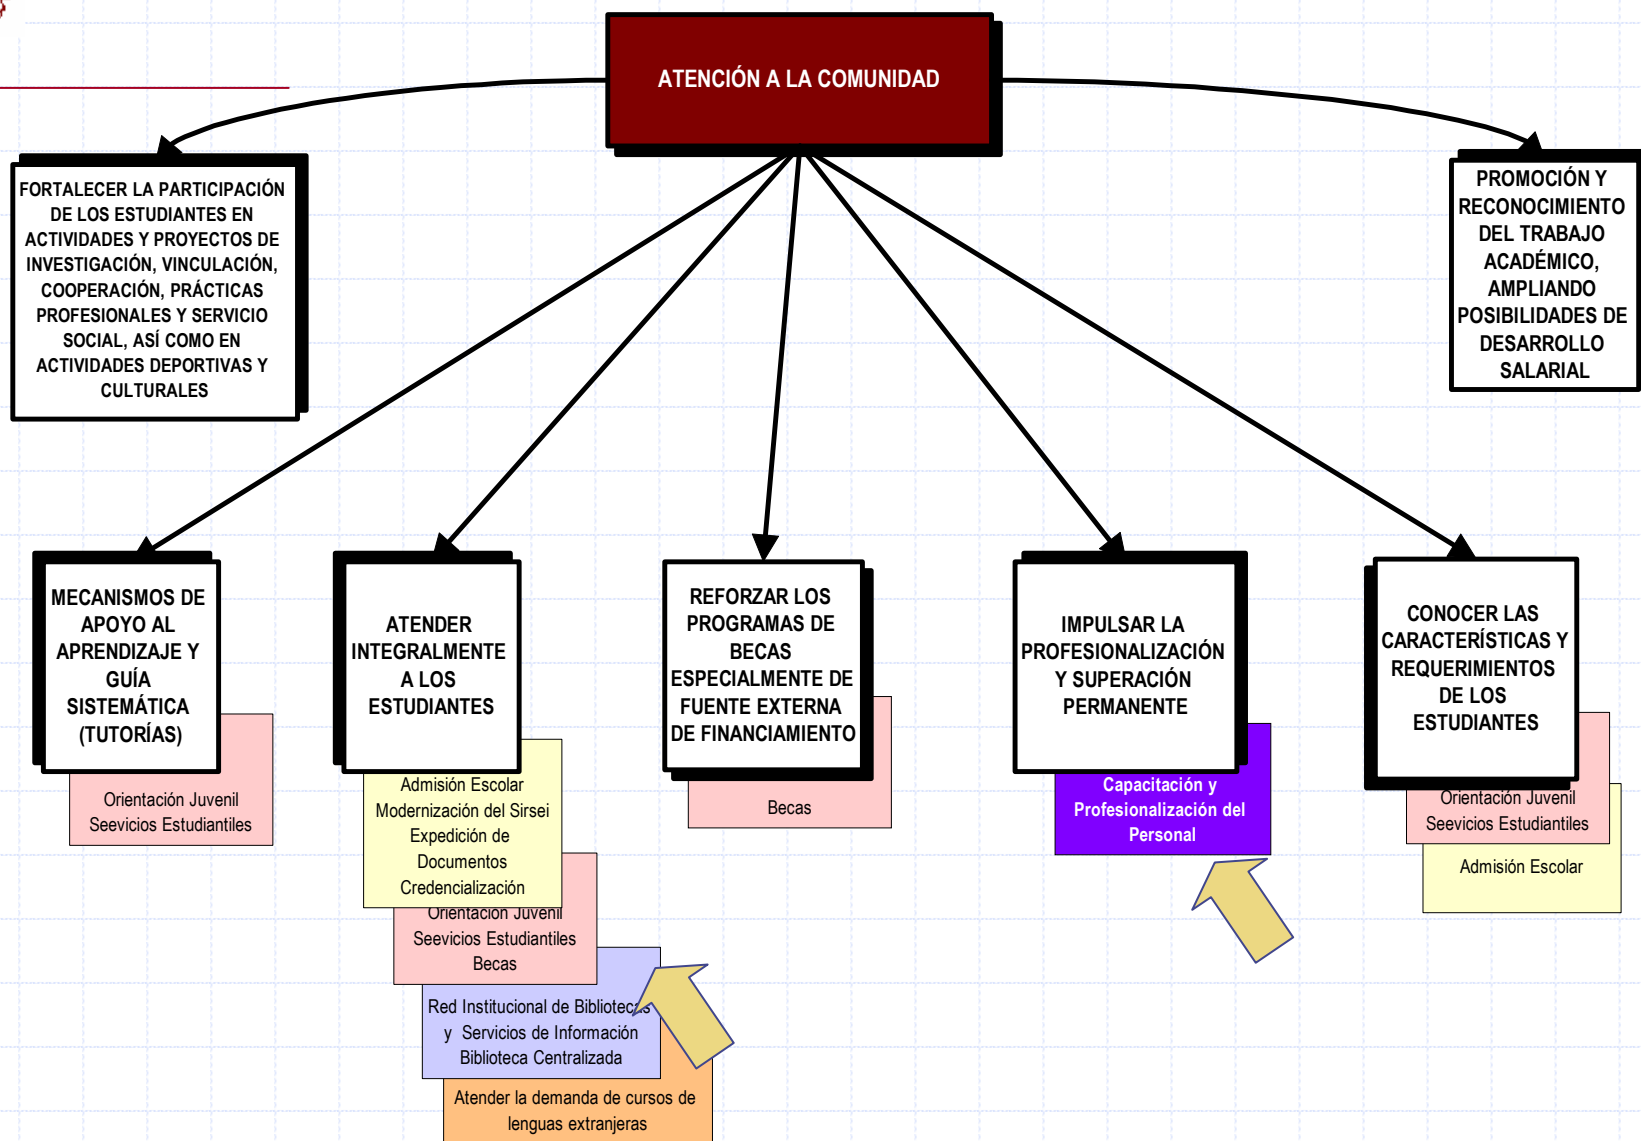 ATENCIÓN A LA COMUNIDAD
FORTALECER LA PARTICIPACIÓN
DE LOS ESTUDIANTES EN
ACTIVIDADES Y PROYECTOS DE
INVESTIGACIÓN, VINCULACIÓN,
COOPERACIÓN, PRÁCTICAS
PROFESIONALES Y SERVICIO
SOCIAL, ASÍ COMO EN
ACTIVIDADES DEPORTIVAS Y
CULTURALES
PROMOCIÓN Y
RECONOCIMIENTO
DEL TRABAJO
ACADÉMICO,
AMPLIANDO
POSIBILIDADES DE
DESARROLLO
SALARIAL
MECANISMOS DE
APOYO AL
APRENDIZAJE Y
GUÍA
SISTEMÁTICA
(TUTORÍAS)
Orientación Juvenil
Seevicios Estudiantiles
ATENDER
INTEGRALMENTE
A LOS
ESTUDIANTES
Admisión Escolar
Modernización del Sirsei
Expedición de
Documentos
Credencialización
Orientación Juvenil
Seevicios Estudiantiles
Becas
Red Institucional de Bibliotecas
y Servicios de Información
Biblioteca Centralizada
Atender la demanda de cursos de
lenguas extranjeras
REFORZAR LOS
PROGRAMAS DE
BECAS
ESPECIALMENTE DE
FUENTE EXTERNA
DE FINANCIAMIENTO
Becas
IMPULSAR LA
PROFESIONALIZACIÓN
Y SUPERACIÓN
PERMANENTE
Capacitación y
Profesionalización del
Personal
CONOCER LAS
CARACTERÍSTICAS Y
REQUERIMIENTOS
DE LOS
ESTUDIANTES
Orientación Juvenil
Seevicios Estudiantiles
Admisión Escolar